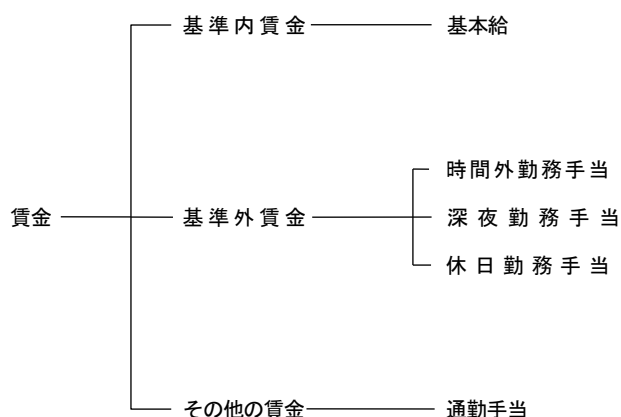 基準内賃金
基本給
時間外勤務手当
賃金
基準外賃金
深夜勤務手当
休日勤務手当
その他の賃金
通勤手当